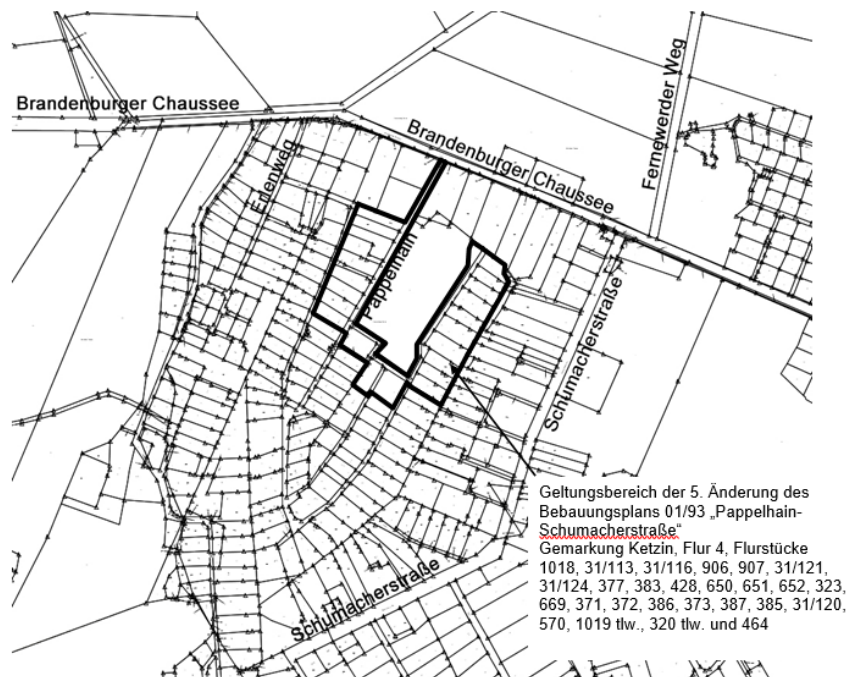 Brandenburger Chaussee
Brandenburger Chaussee
Fernewerder Weg
Erlenweg
Pappelhain
Schumacherstraße
Schumacherstraße
Geltungsbereich der 5. Änderung des
Bebauungsplans 01/93 „Pappelhain-
Schumacherstraße“
Gemarkung Ketzin, Flur 4, Flurstücke
1018, 31/113, 31/116, 906, 907, 31/121,
31/124, 377, 383, 428, 650, 651, 652, 323,
669, 371, 372, 386, 373, 387, 385, 31/120,
570, 1019 tlw., 320 tlw. und 464